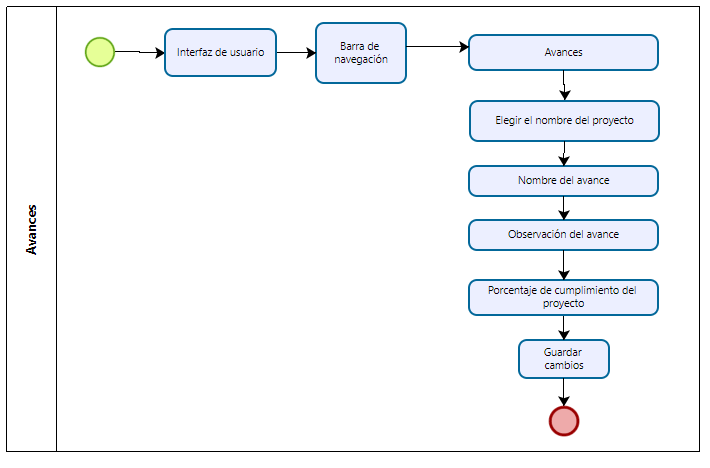 Avances
Interfaz de usuario
Barra de
navegación
Avances
Elegir el nombre del proyecto
Nombre del avance
Observación del avance
Porcentaje de cumplimiento del
proyecto
Guardar
cambios